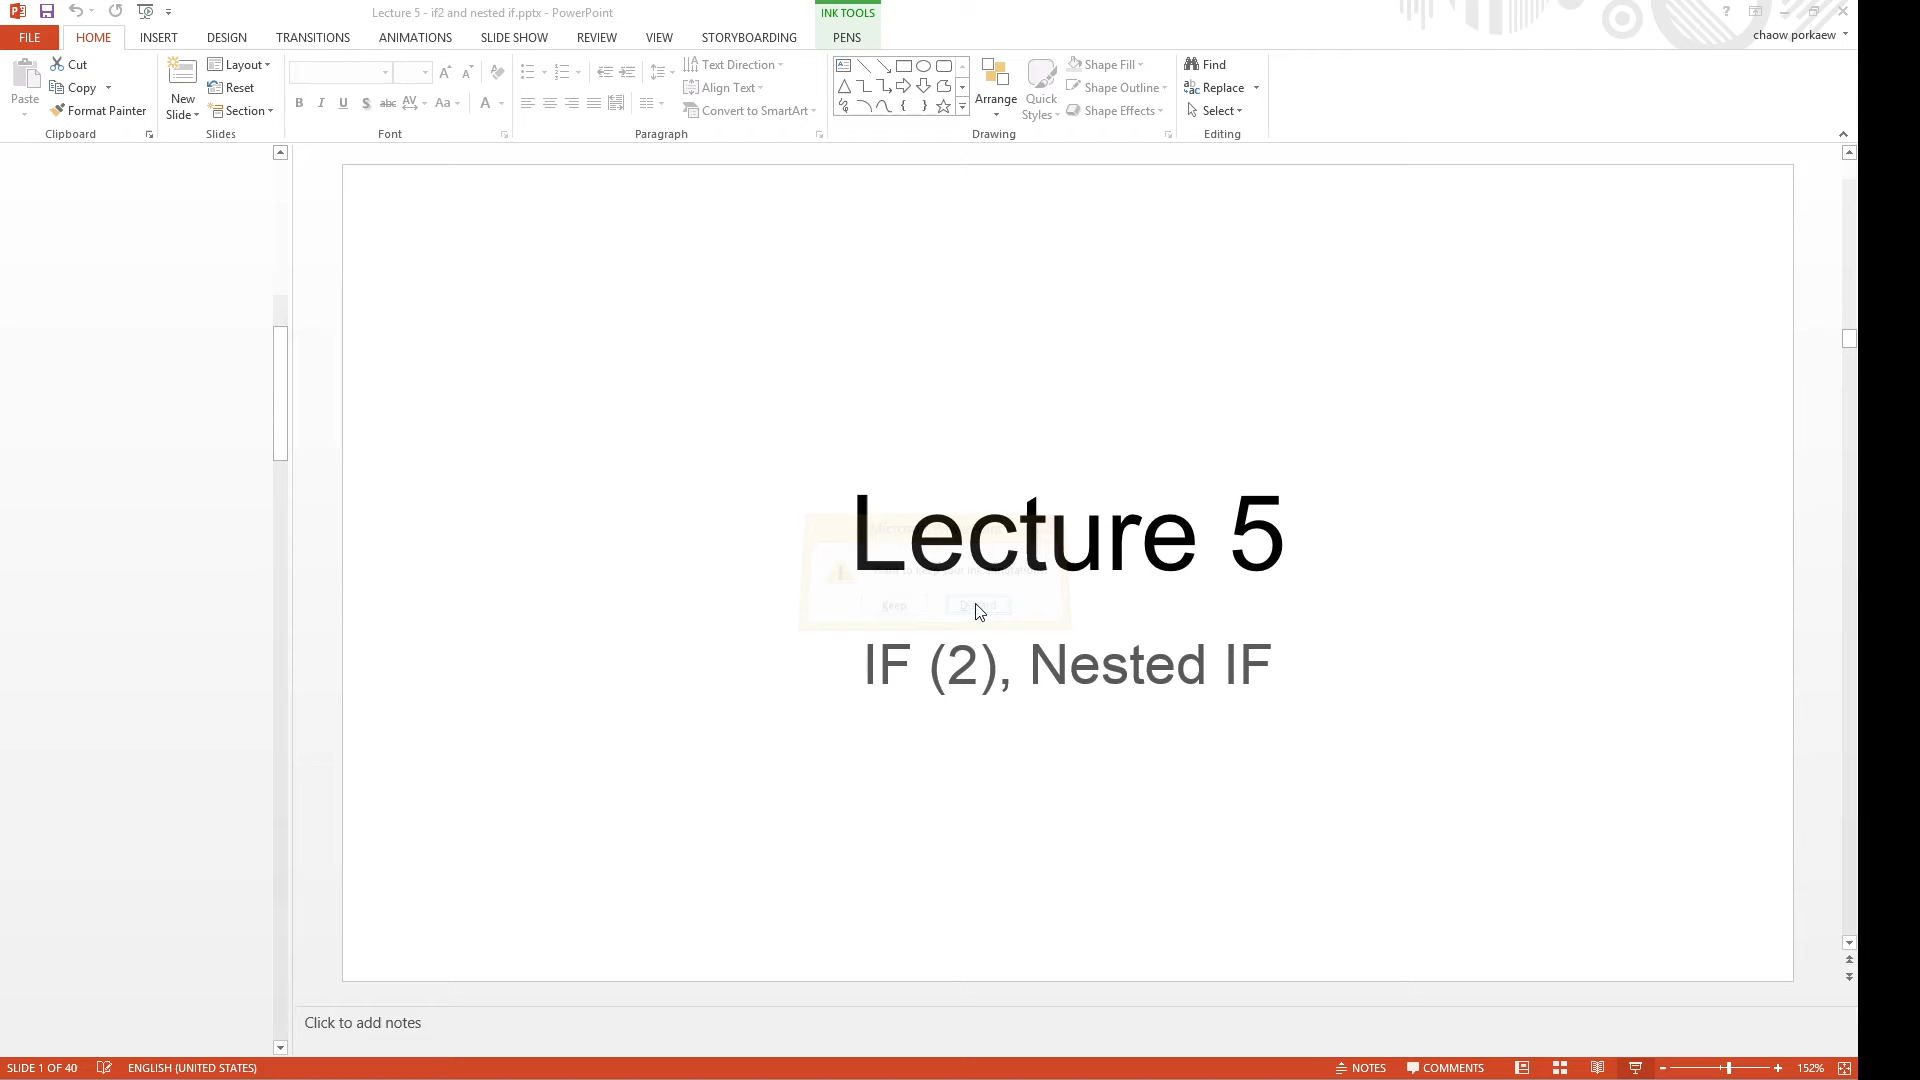 Lecture 5 - if2 and nested if.pptx - PowerPoint
INK TOOLS
?
FILE HOME INSERT DESIGN TRANSITIONS ANIMATIONS SLIDE SHOW REVIEW VIEW STORYBOARDING PENS
chaow porkaew
Paste
Cut
Copy
Format Painter
Clipboard
New
Slide
Layout
Reset
Section
Slides
B I U S abc AV Aa A
Font
Text Direction
Align Text
Convert to SmartArt
Paragraph
Arrange
Quick
Styles
Shape Fill
Shape Outline
Shape Effects
Drawing
Find
Replace
Select
Editing
Lecture 5
Keep
IF (2), Nested IF
Click to add notes
SLIDE 1 OF 40 ENGLISH (UNITED STATES) NOTES COMMENTS 152%